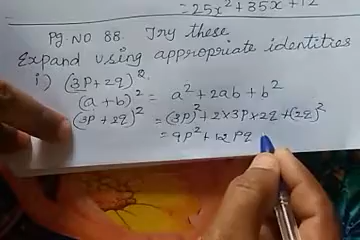 = 25x² + 35x + 12
Pg. NO 88. Try these
Expand using appropriate identities
i) (3P+2q)²
(a+b)² = a² + 2ab + b²
(3P+2q)² = (3P)² + 2×3P×2q + (2q)²
= 9P² + 12Pq